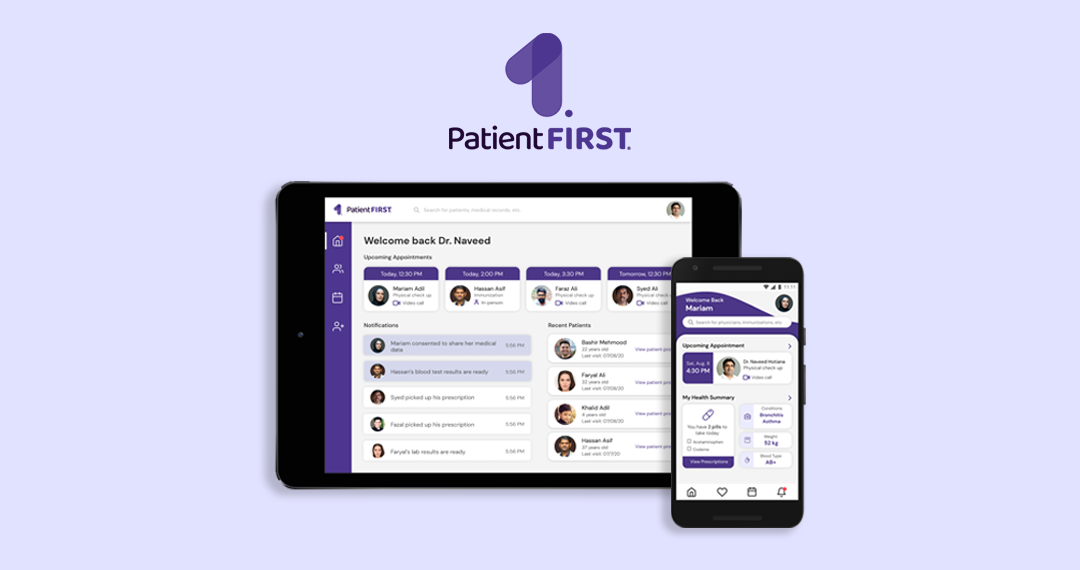 1.
PatientFIRST.
1. PatientFIRST
Search for patients, medical records, etc.
Welcome back Dr. Naveed
Upcoming Appointments
Today, 12:30 PM
Mariam Adil
Physical check up
Video call
Today, 2:00 PM
Hassan Asif
Immunization
In-person
Today, 3:30 PM
Faraz Ali
Physical check up
Video call
Tomorrow, 12:30 PM
Syed Ali
Physical check up
Video call
Notifications
Mariam consented to share her medical
date
5:56 PM
Hassan's blood test results are ready
5:56 PM
Syed picked up his prescription
5:56 PM
Fazal picked up his prescription
5:56 PM
Faryal's lab results are ready
5:56 PM
Recent Patients
Bashir Mehmood
22 years old
Last visit: 07/08/20
View patient pro
Faryal Ali
32 years old
Last visit: 07/08/20
View patient pro
Khalid Adil
4 years old
Last visit: 07/08/20
View patient pro
Hassan Asif
37 years old
Last visit: 07/17/20
View patient pro
11:11
Welcome Back
Mariam
Search for physicians, immunizations, etc.
Upcoming Appointment
Sat, Aug. 8
4:30 PM
Dr. Naveed Hotiana
Physical check up
Video call
My Health Summary
You have 2 pills to
take today
Acetaminophen
Codeine
View Prescriptions
Conditions
Bronchitis
Asthma
Weight
52 kg
Blood Type
AB+